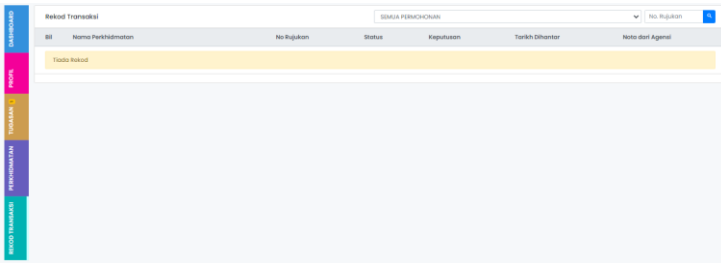 DASHBOARD
PROFIL
TUGASAN
PERKHIDMATAN
REKOD TRANSAKSI
Rekod Transaksi
SEMUA PERMOHONAN
No. Rujukan
Bil Nama Perkhidmatan No Rujukan Status Keputusan Tarikh Dihantar Nota dari Agensi
Tiada Rekod